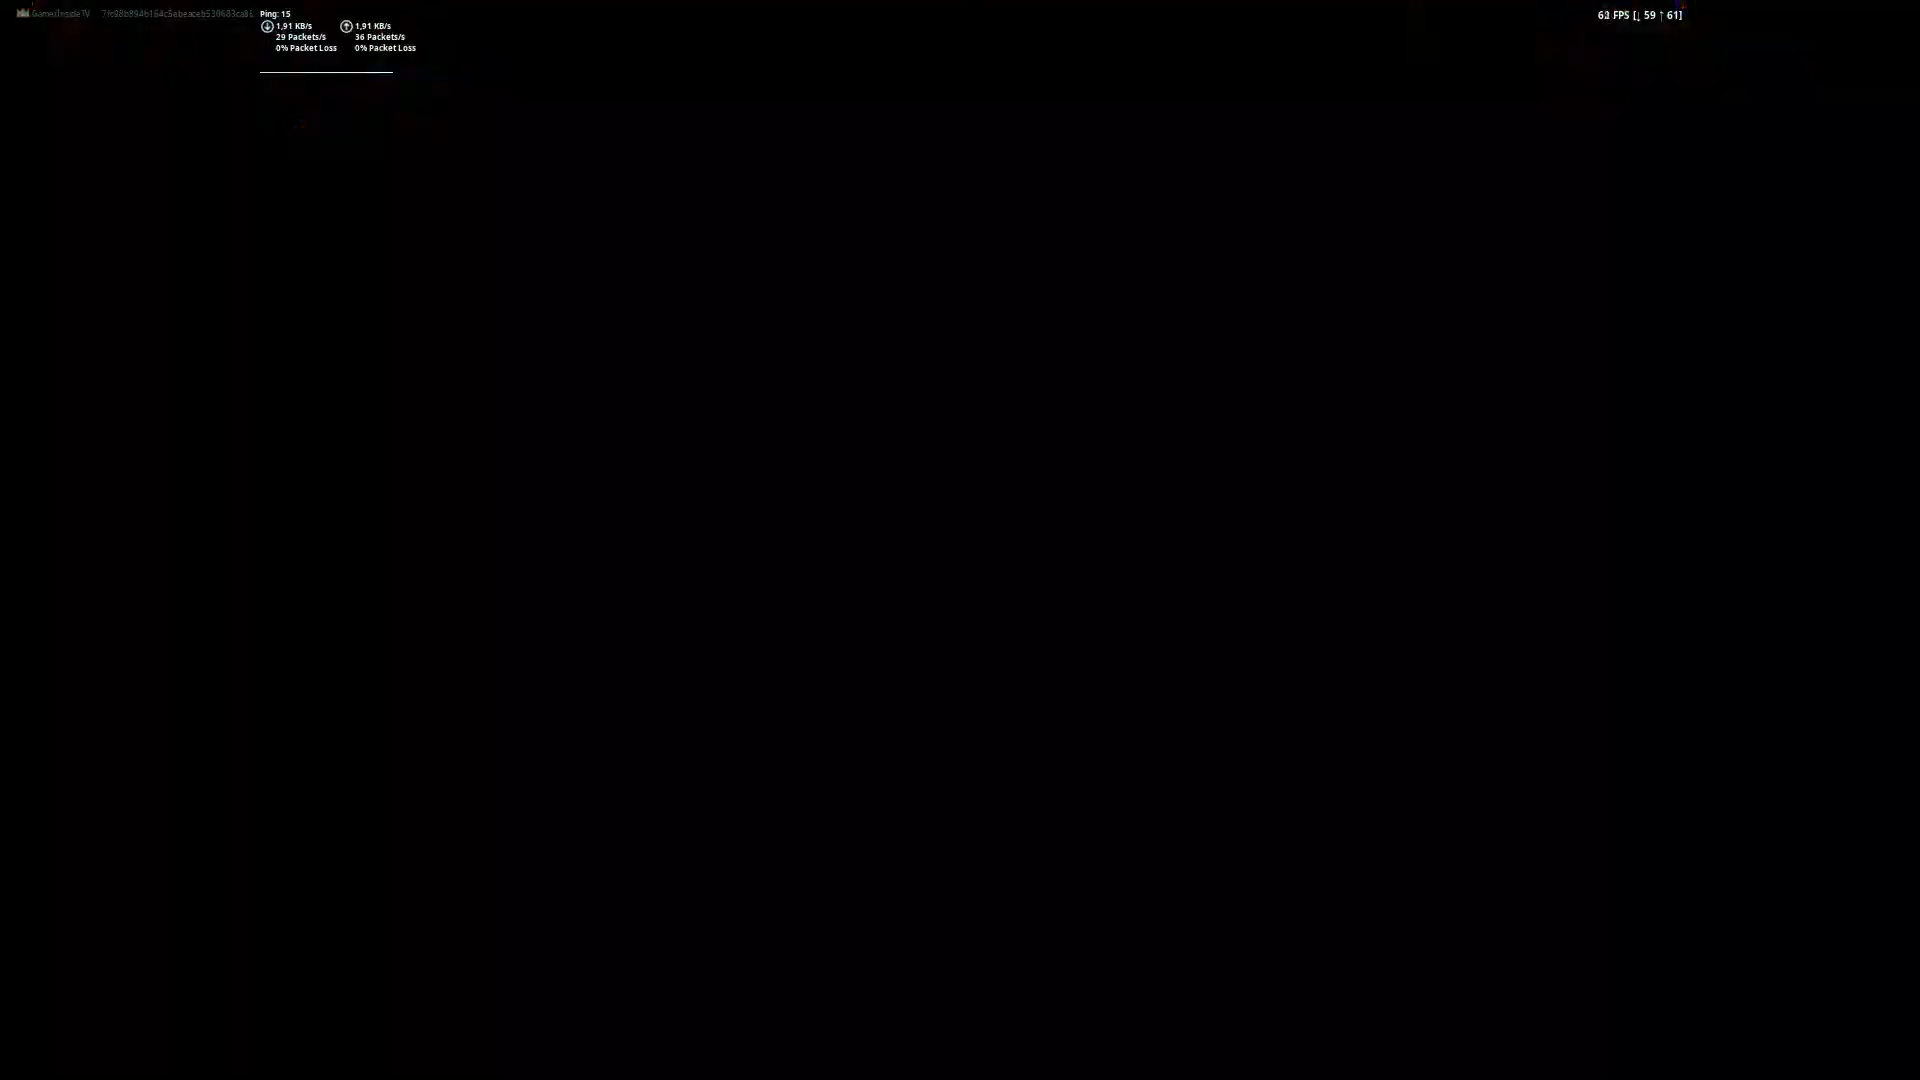 GamerInsideTV
Ping: 15
1,91 KB/s 1,91 KB/s
29 Packets/s 36 Packets/s
0% Packet Loss 0% Packet Loss
FPS [↓ 59 ↑ 61]